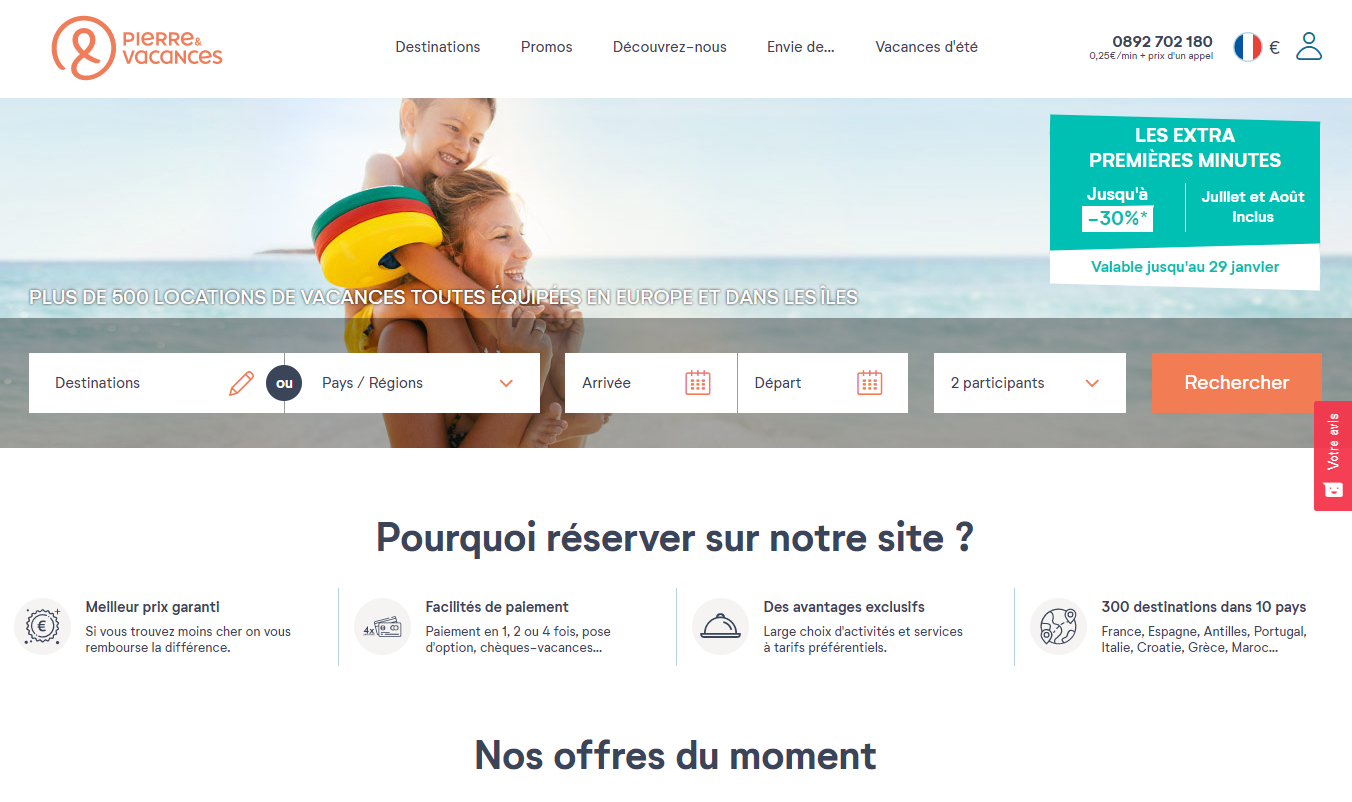 PIERRE&
VACANCES
Destinations
Promos
Découvrez-nous
Envie de...
Vacances d'été
0892 702 180
0,25€/min + prix d'un appel
€
LES EXTRA
PREMIÈRES MINUTES
Jusqu'à
-30%*
Juillet et Août
Inclus
Valable jusqu'au 29 janvier
PLUS DE 500 LOCATIONS DE VACANCES TOUTES ÉQUIPÉES EN EUROPE ET DANS LES ÎLES
Destinations
ou
Pays / Régions
Arrivée
Départ
2 participants
Rechercher
Votre avis
Pourquoi réserver sur notre site ?
€
Meilleur prix garanti
Si vous trouvez moins cher on vous
rembourse la différence.
4x
Facilités de paiement
Paiement en 1, 2 ou 4 fois, pose
d'option, chèques-vacances...
Des avantages exclusifs
Large choix d'activités et services
à tarifs préférentiels.
300 destinations dans 10 pays
France, Espagne, Antilles, Portugal,
Italie, Croatie, Grèce, Maroc...
Nos offres du moment